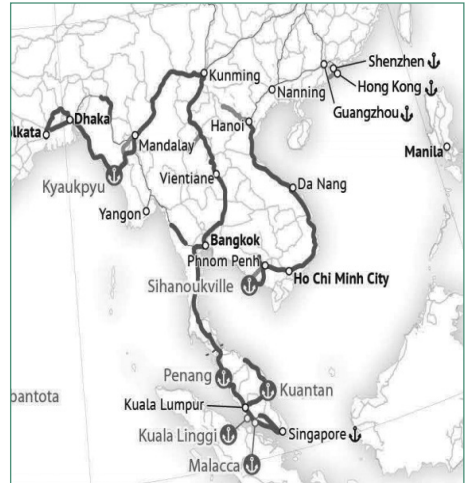 Shenzhen
Kunming
Hong Kong
Nanning
Guangzhou
Dhaka
Hanoi
olkata
Mandalay
Manila
Kyaukpyu
Vientiane
Da Nang
Yangon
Bangkok
Phnom Penh
Ho Chi Minh City
Sihanoukville
Penang
Kuantan
bantota
Kuala Lumpur
Kuala Linggi
Singapore
Malacca